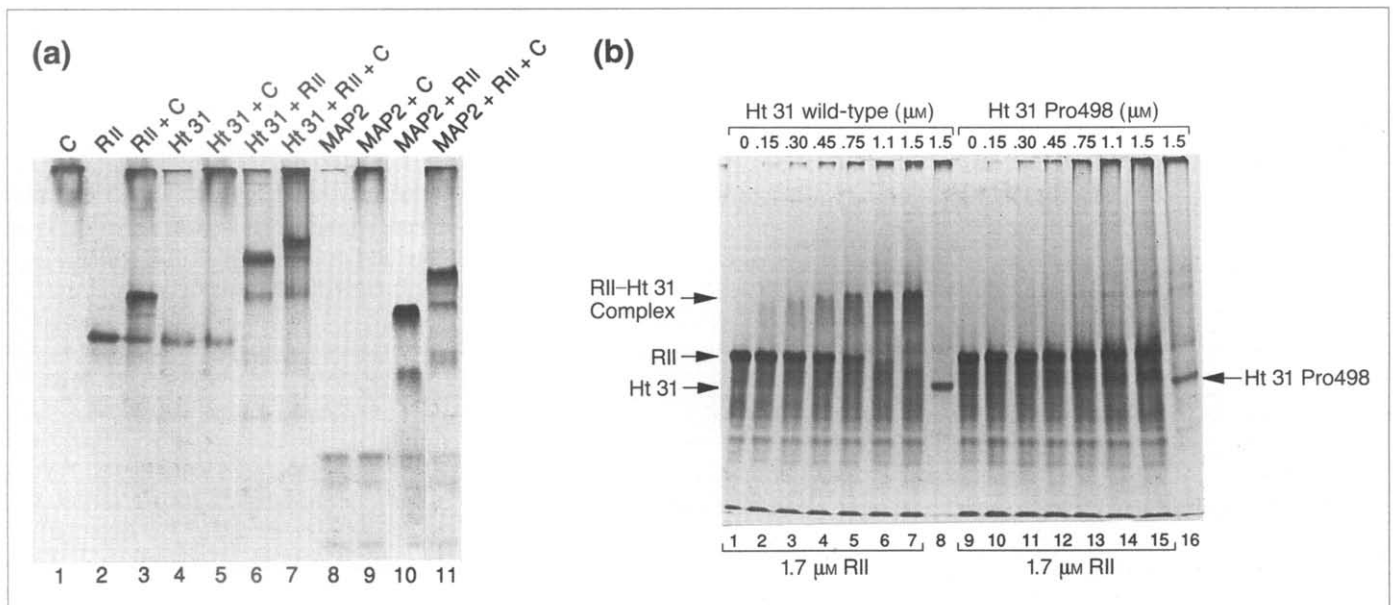 (a)
C
RII
RII + C
Ht 31
Ht 31 + C
Ht 31 + RII
Ht 31 + RII + C
MAP2
MAP2 + C
MAP2 + RII
MAP2 + RII + C
1 2 3 4 5 6 7 8 9 10 11
(b)
Ht 31 wild-type (μM) Ht 31 Pro498 (μM)
0 .15 .30 .45 .75 1.1 1.5 1.5 0 .15 .30 .45 .75 1.1 1.5 1.5
RII–Ht 31
Complex
RII
Ht 31
Ht 31 Pro498
1 2 3 4 5 6 7 8 9 10 11 12 13 14 15 16
1.7 μM RII 1.7 μM RII